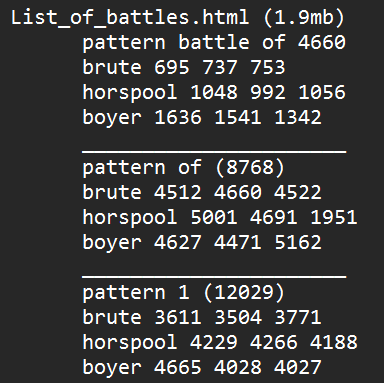 List_of_battles.html (1.9mb)
pattern battle of 4660
brute 695 737 753
horspool 1048 992 1056
boyer 1636 1541 1342
______________________
pattern of (8768)
brute 4512 4660 4522
horspool 5001 4691 1951
boyer 4627 4471 5162
______________________
pattern 1 (12029)
brute 3611 3504 3771
horspool 4229 4266 4188
boyer 4665 4028 4027